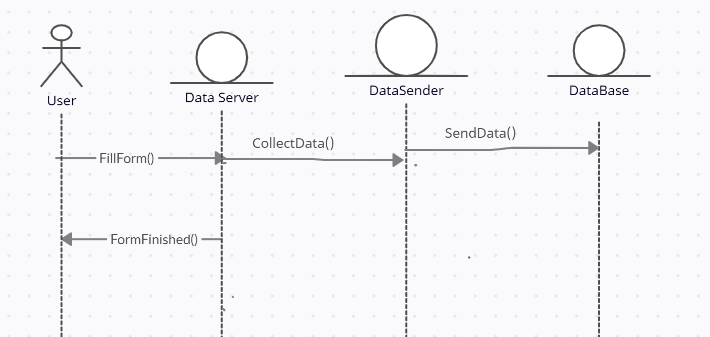 User
Data Server
DataSender
DataBase
FillForm()
CollectData()
SendData()
FormFinished()